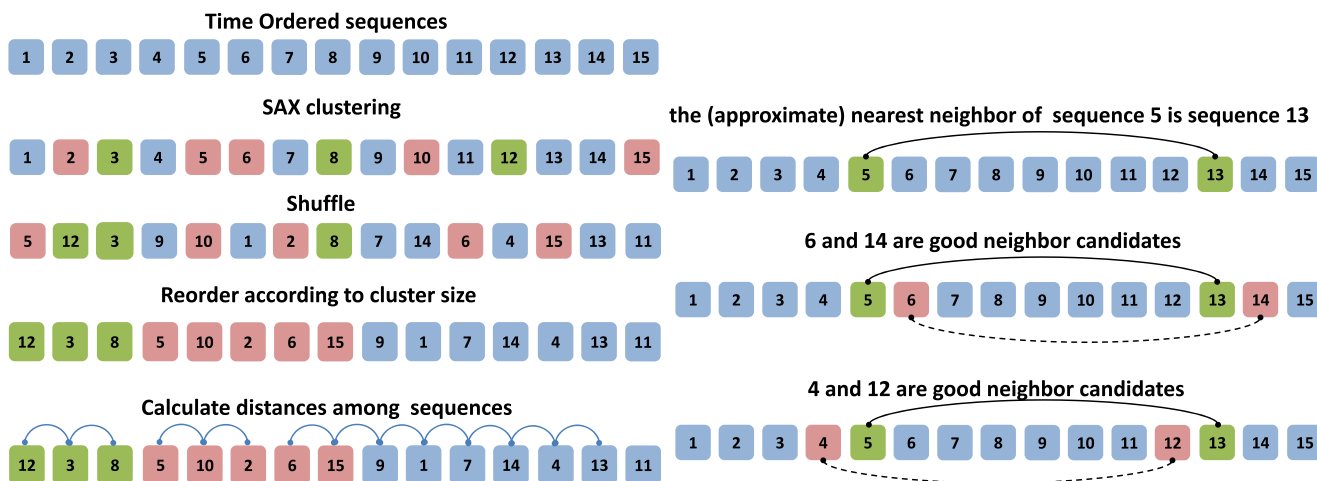 Time Ordered sequences
1 2 3 4 5 6 7 8 9 10 11 12 13 14 15
SAX clustering
1 2 3 4 5 6 7 8 9 10 11 12 13 14 15
Shuffle
5 12 3 9 10 1 2 8 7 14 6 4 15 13 11
Reorder according to cluster size
12 3 8 5 10 2 6 15 9 1 7 14 4 13 11
Calculate distances among sequences
12 3 8 5 10 2 6 15 9 1 7 14 4 13 11
the (approximate) nearest neighbor of sequence 5 is sequence 13
1 2 3 4 5 6 7 8 9 10 11 12 13 14 15
6 and 14 are good neighbor candidates
1 2 3 4 5 6 7 8 9 10 11 12 13 14 15
4 and 12 are good neighbor candidates
1 2 3 4 5 6 7 8 9 10 11 12 13 14 15